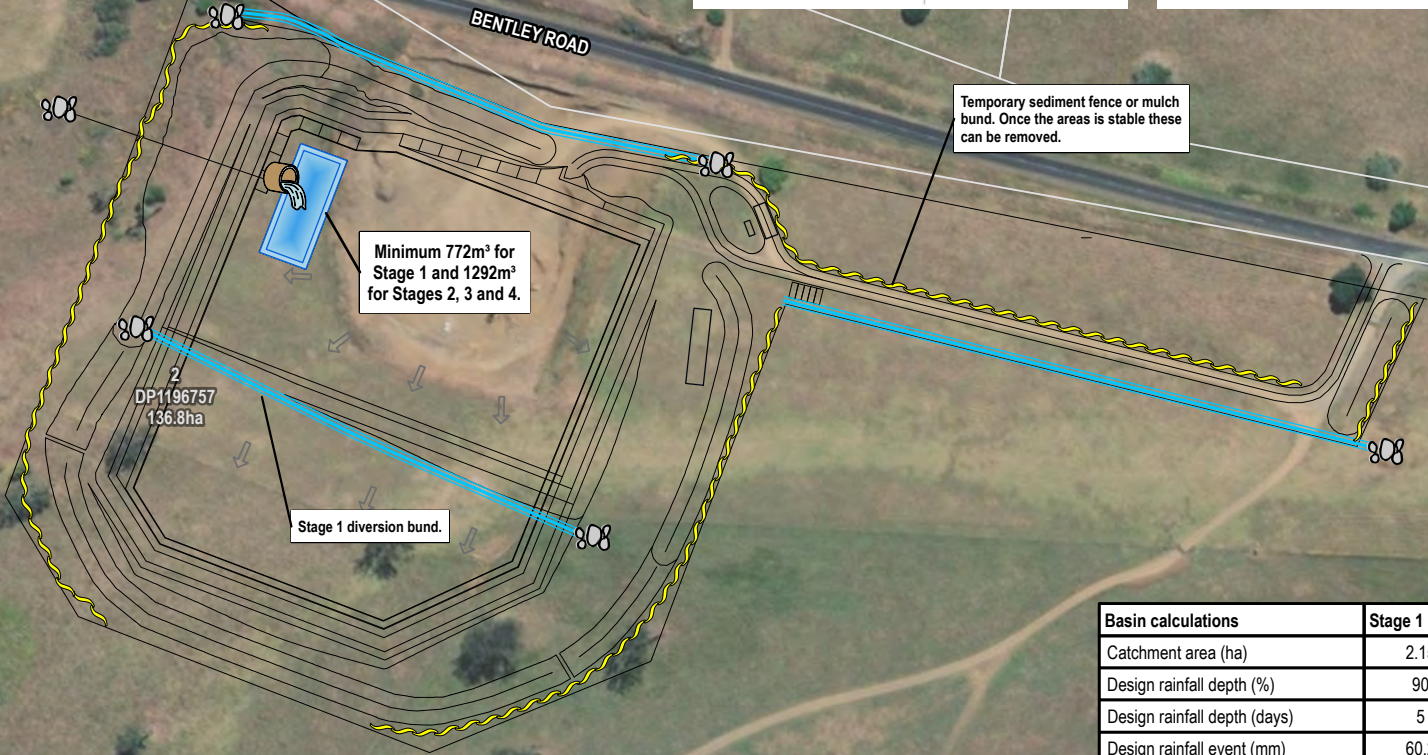 BENTLEY ROAD
Temporary sediment fence or mulch
bund. Once the areas is stable these
can be removed.
Minimum 772m³ for
Stage 1 and 1292m³
for Stages 2, 3 and 4.
2
DP1196757
136.8ha
Stage 1 diversion bund.
Basin calculations Stage 1
Catchment area (ha) 2.1
Design rainfall depth (%) 90
Design rainfall depth (days) 5
Design rainfall event (mm) 60.